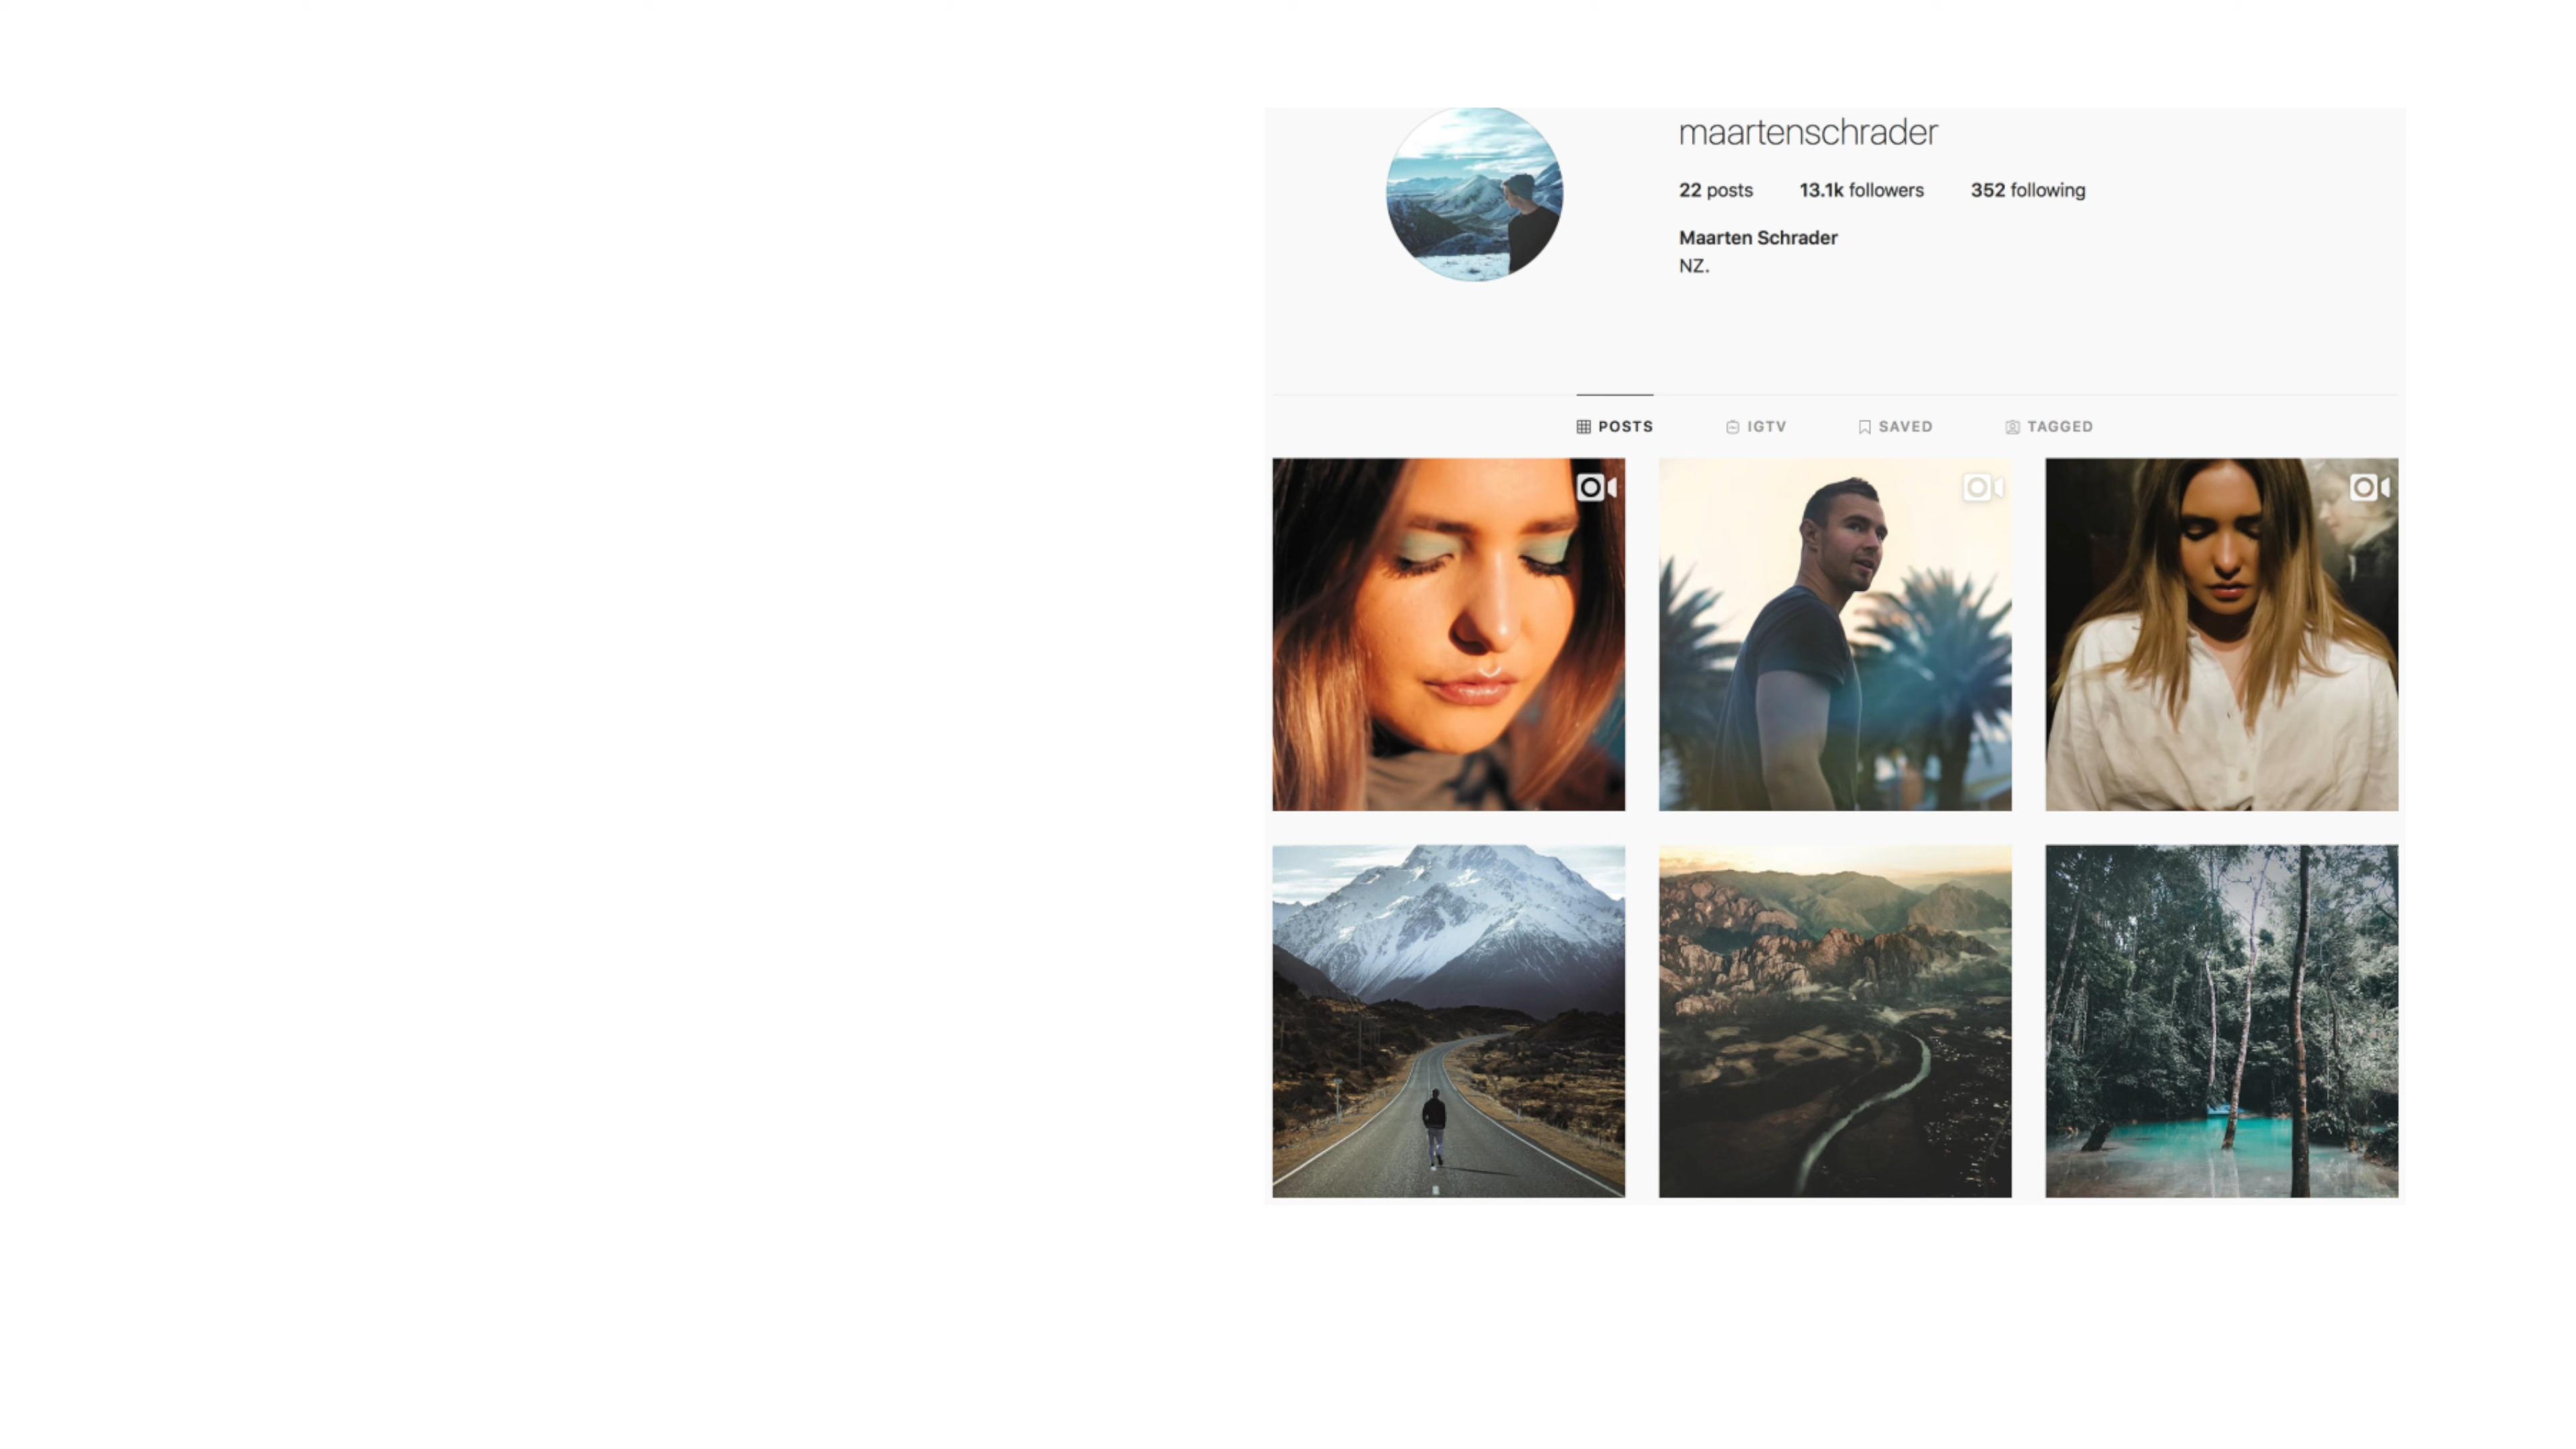 maartenschrader
22 posts 13.1k followers 352 following
Maarten Schrader
NZ.
POSTS IGTV SAVED TAGGED